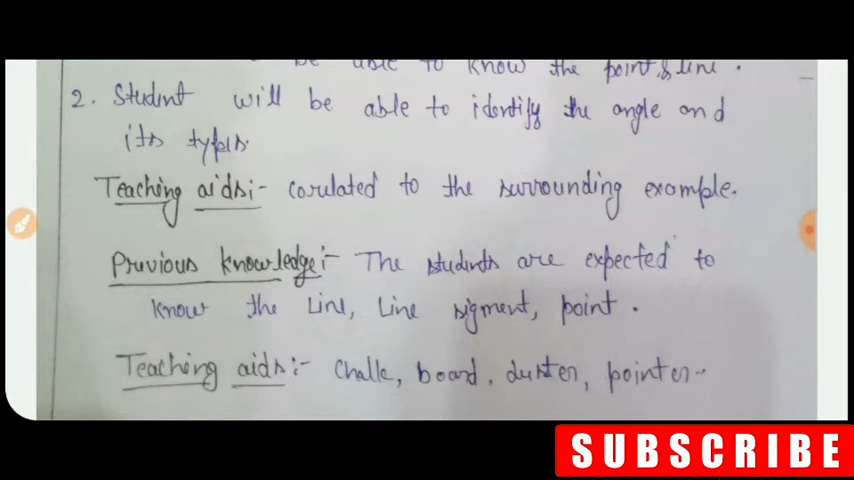 be able to know the point, & line.
2. Student will be able to identify the angle and
its types.
Teaching aids:- corulated to the surrounding example.
Previous knowledge:- The students are expected to
know the Line, Line sigment, point.
Teaching aids:- Chalk, board, duster, pointer.
SUBSCRIBE